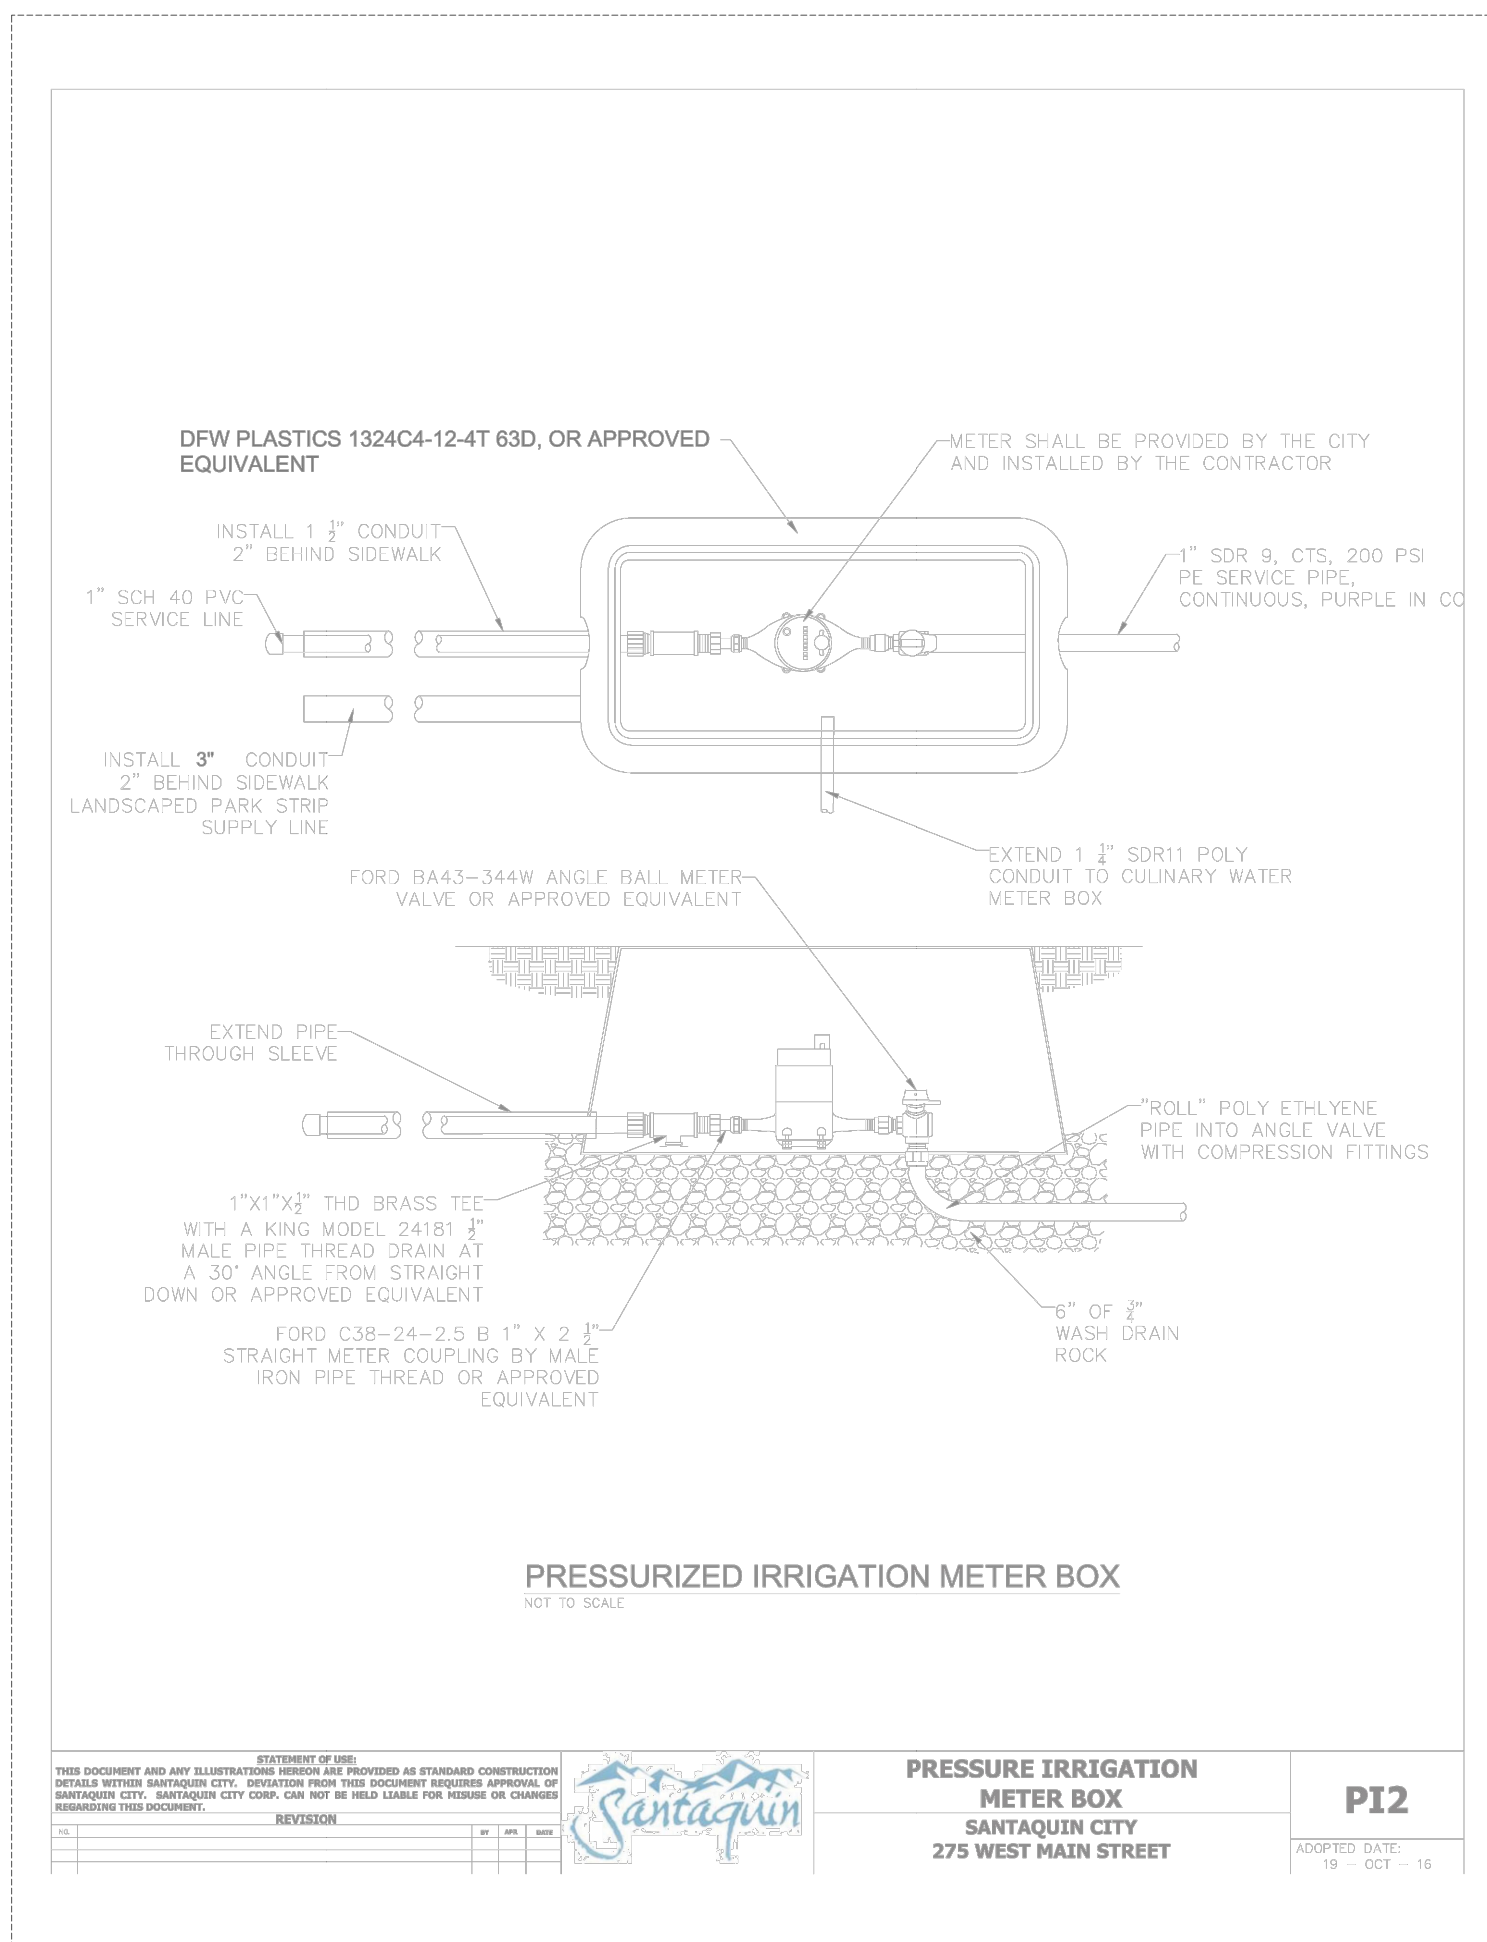 DFW PLASTICS 1324C4-12-4T 63D, OR APPROVED
EQUIVALENT
METER SHALL BE PROVIDED BY THE CITY
AND INSTALLED BY THE CONTRACTOR
INSTALL 1 1/2" CONDUIT
2" BEHIND SIDEWALK
1" SDR 9, CTS, 200 PSI
PE SERVICE PIPE,
CONTINUOUS, PURPLE IN CO
1" SCH 40 PVC
SERVICE LINE
INSTALL 3" CONDUIT
2" BEHIND SIDEWALK
LANDSCAPED PARK STRIP
SUPPLY LINE
EXTEND 1 1/4" SDR11 POLY
CONDUIT TO CULINARY WATER
METER BOX
FORD BA43-344W ANGLE BALL METER
VALVE OR APPROVED EQUIVALENT
EXTEND PIPE
THROUGH SLEEVE
"ROLL" POLY ETHLYENE
PIPE INTO ANGLE VALVE
WITH COMPRESSION FITTINGS
1"X1"X1/2" THD BRASS TEE
WITH A KING MODEL 24181 1/2"
MALE PIPE THREAD DRAIN AT
A 30° ANGLE FROM STRAIGHT
DOWN OR APPROVED EQUIVALENT
6" OF 3/4"
WASH DRAIN
ROCK
FORD C38-24-2.5 B 1" X 2 1/2"
STRAIGHT METER COUPLING BY MALE
IRON PIPE THREAD OR APPROVED
EQUIVALENT
PRESSURIZED IRRIGATION METER BOX
NOT TO SCALE
STATEMENT OF USE:
THIS DOCUMENT AND ANY ILLUSTRATIONS HEREON ARE PROVIDED AS STANDARD CONSTRUCTION
DETAILS WITHIN SANTAQUIN CITY. DEVIATION FROM THIS DOCUMENT REQUIRES APPROVAL OF
SANTAQUIN CITY. SANTAQUIN CITY CORP. CAN NOT BE HELD LIABLE FOR MISUSE OR CHANGES
REGARDING THIS DOCUMENT.
REVISION
NO. BY APR. DATE
Santaquin
PRESSURE IRRIGATION
METER BOX
SANTAQUIN CITY
275 WEST MAIN STREET
PI2
ADOPTED DATE:
19 - OCT - 16